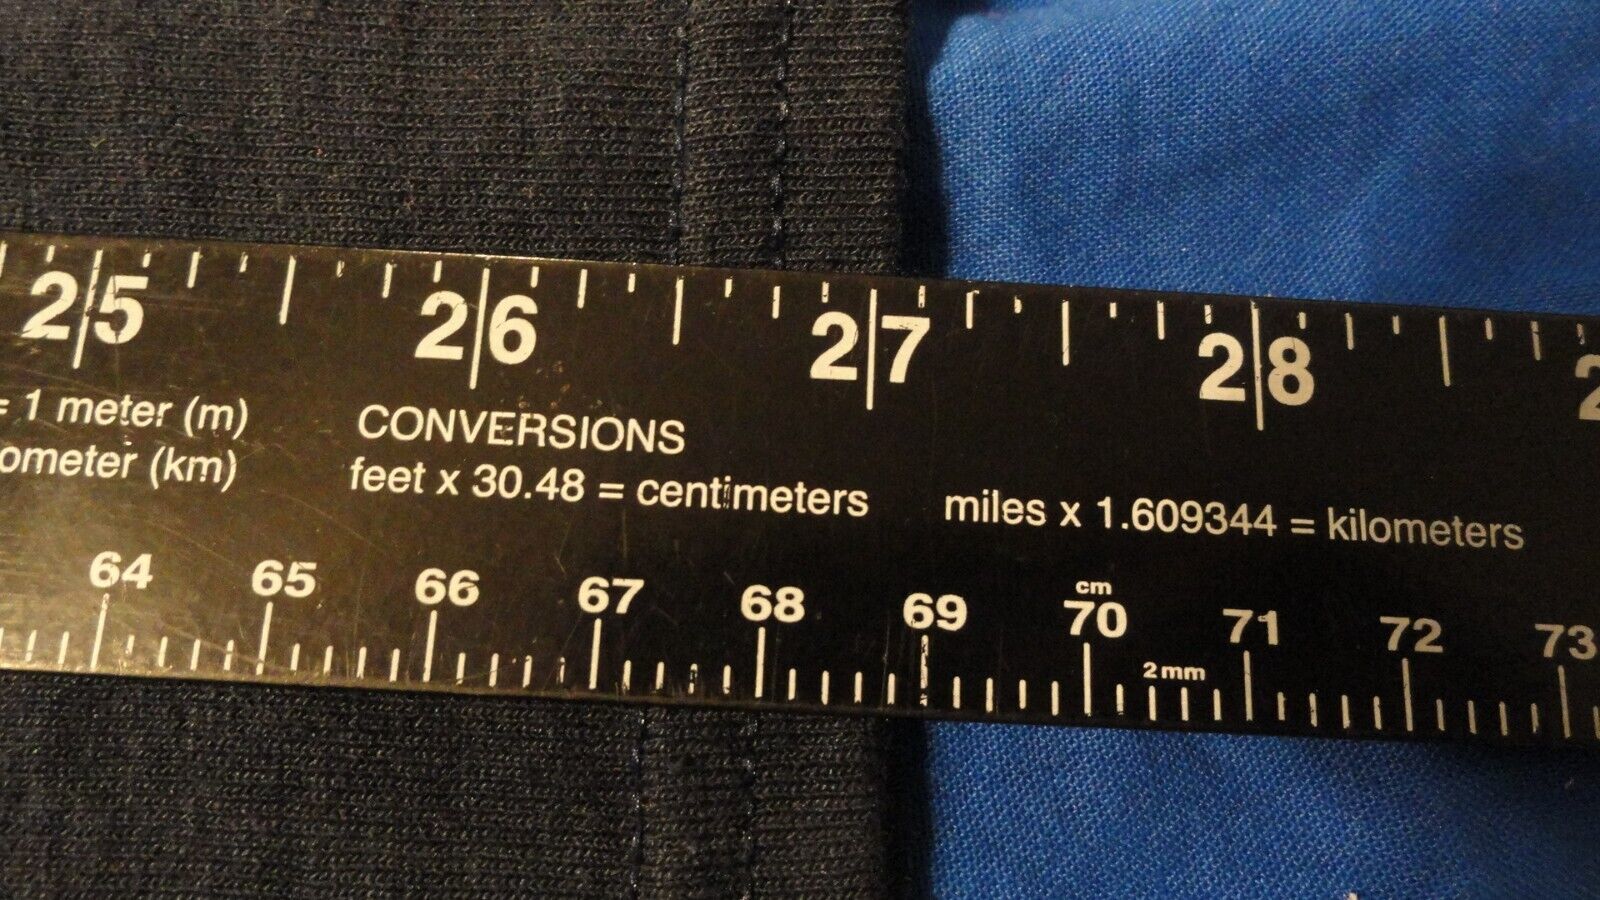 25 26 27 28
= 1 meter (m)
ometer (km)
CONVERSIONS
feet x 30.48 = centimeters
miles x 1.609344 = kilometers
cm
64 65 66 67 68 69 70 71 72 73
2mm